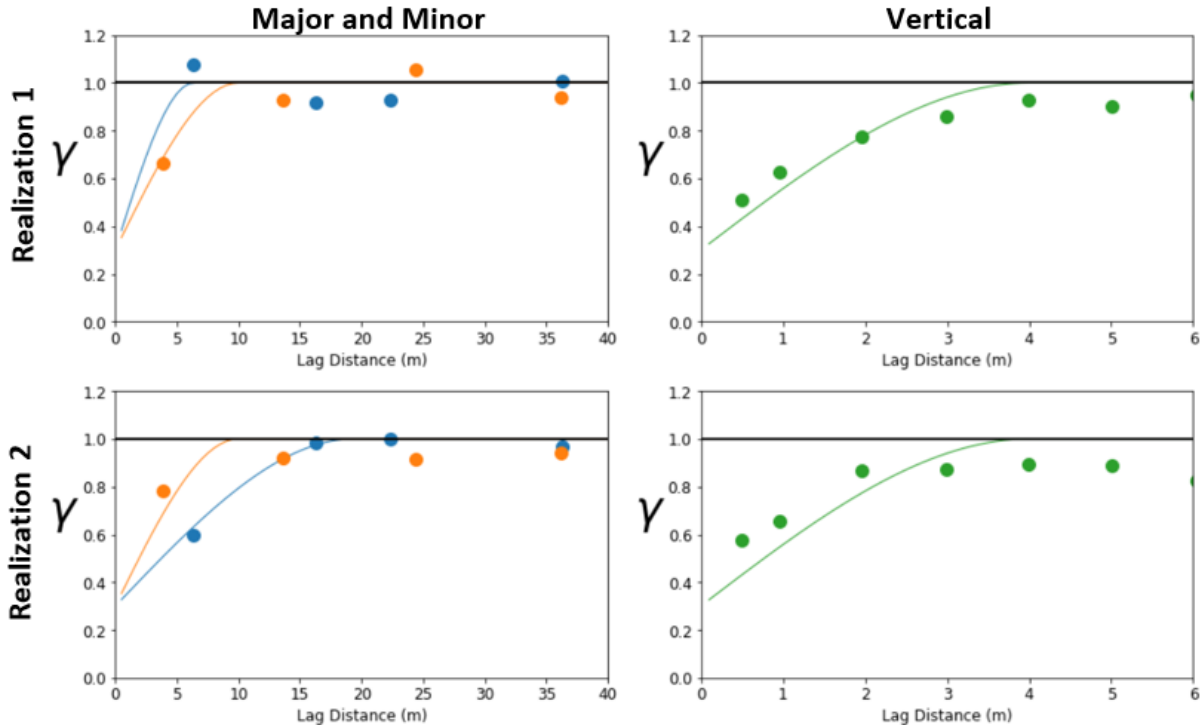 Major and Minor
Vertical
Realization 1
γ
1.2
1.0
0.8
0.6
0.4
0.2
0.0
0 5 10 15 20 25 30 35 40
Lag Distance (m)
γ
1.2
1.0
0.8
0.6
0.4
0.2
0.0
0 1 2 3 4 5 6
Lag Distance (m)
Realization 2
γ
1.2
1.0
0.8
0.6
0.4
0.2
0.0
0 5 10 15 20 25 30 35 40
Lag Distance (m)
γ
1.2
1.0
0.8
0.6
0.4
0.2
0.0
0 1 2 3 4 5 6
Lag Distance (m)